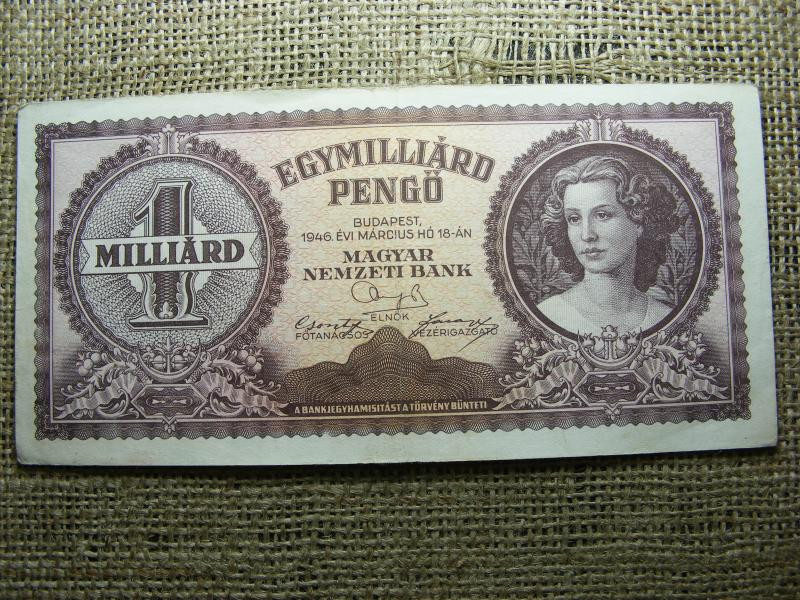 1
MILLIÁRD
EGYMILLIÁRD
PENGŐ
BUDAPEST,
1946. ÉVI MÁRCIUS HÓ 18-ÁN
MAGYAR
NEMZETI BANK
ELNÖK
FŐTANÁCSOS VEZÉRIGAZGATÓ
A BANKJEGYHAMISITÁST A TÖRVÉNY BÜNTETI